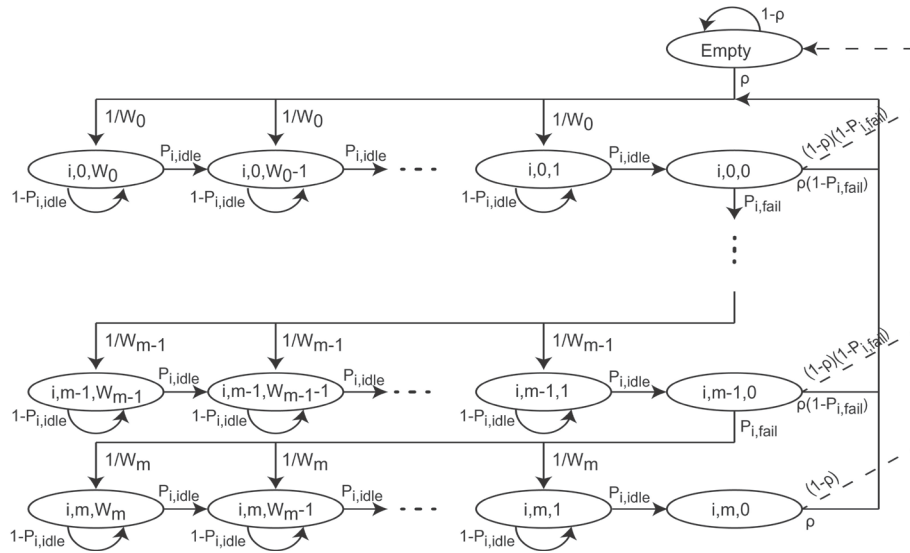 1-ρ
Empty
ρ
1/W0 1/W0 1/W0
(1-p)(1-Pi,fail)
Pi,idle Pi,idle Pi,idle
i,0,W0 i,0,W0-1 i,0,1 i,0,0
1-Pi,idle 1-Pi,idle 1-Pi,idle ρ(1-Pi,fail)
Pi,fail
1/Wm-1 1/Wm-1 1/Wm-1
(1-p)(1-Pi,fail)
Pi,idle Pi,idle Pi,idle
i,m-1,Wm-1 i,m-1,Wm-1-1 i,m-1,1 i,m-1,0
1-Pi,idle 1-Pi,idle 1-Pi,idle ρ(1-Pi,fail)
Pi,fail
1/Wm 1/Wm 1/Wm
(1-ρ)
Pi,idle Pi,idle Pi,idle
i,m,Wm i,m,Wm-1 i,m,1 i,m,0
1-Pi,idle 1-Pi,idle 1-Pi,idle ρ